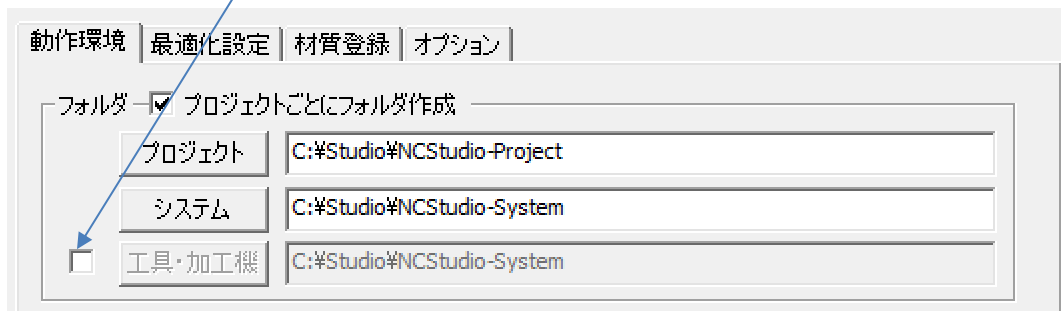 動作環境 最適化設定 材質登録 オプション
フォルダ プロジェクトごとにフォルダ作成
プロジェクト C:¥Studio¥NCStudio-Project
システム C:¥Studio¥NCStudio-System
工具・加工機 C:¥Studio¥NCStudio-System